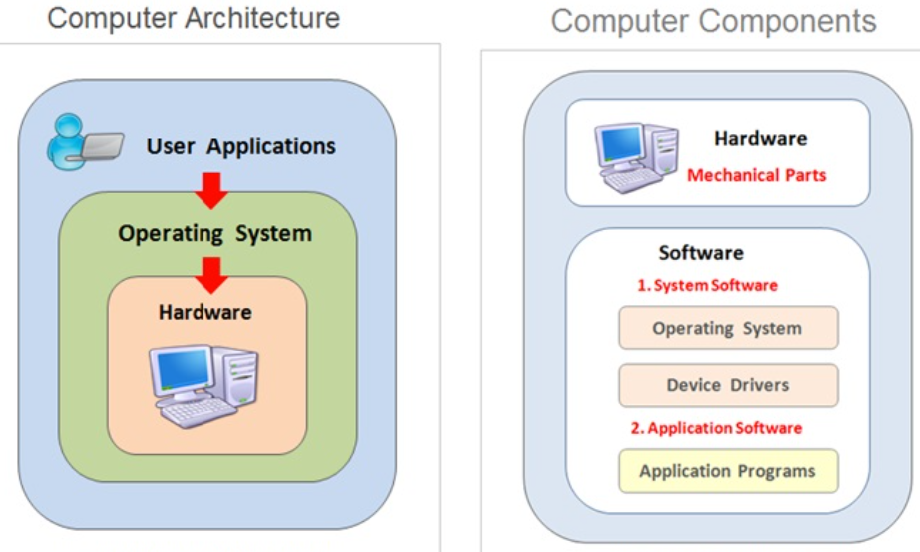 Computer Architecture
User Applications
Operating System
Hardware
Computer Components
Hardware
Mechanical Parts
Software
1. System Software
Operating System
Device Drivers
2. Application Software
Application Programs